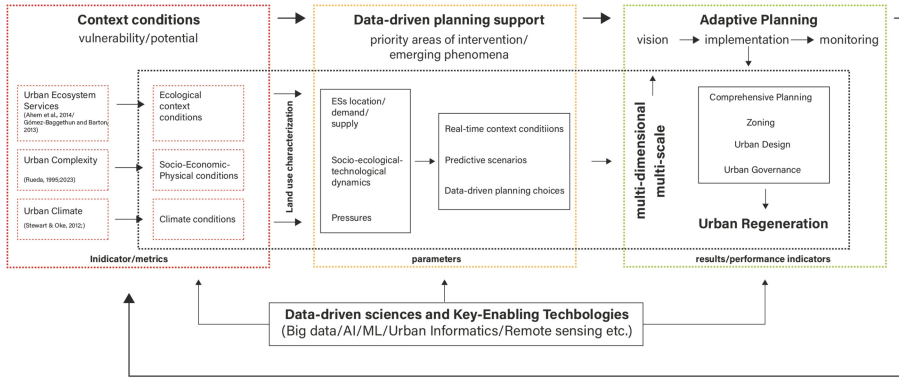 Context conditions
vulnerability/potential
Data-driven planning support
priority areas of intervention/
emerging phenomena
Adaptive Planning
vision
implementation
monitoring
Urban Ecosystem
Services
(Ahern et al., 2014/
Gómez-Baggethun and Barton,
2013)
Ecological
context
conditions
Urban Complexity
(Rueda, 1995;2023)
Socio-Economic-
Physical conditions
Urban Climate
(Stewart & Oke, 2012;)
Climate conditions
Land use characterization
ESs location/
demand/
supply
Socio-ecological-
technological
dynamics
Pressures
Real-time context conditiions
Predictive scenarios
Data-driven planning choices
multi-dimensional
multi-scale
Comprehensive Planning
Zoning
Urban Design
Urban Governance
Urban Regeneration
Inidicator/metrics
parameters
results/performance indicators
Data-driven sciences and Key-Enabling Techbologies
(Big data/AI/ML/Urban Informatics/Remote sensing etc.)